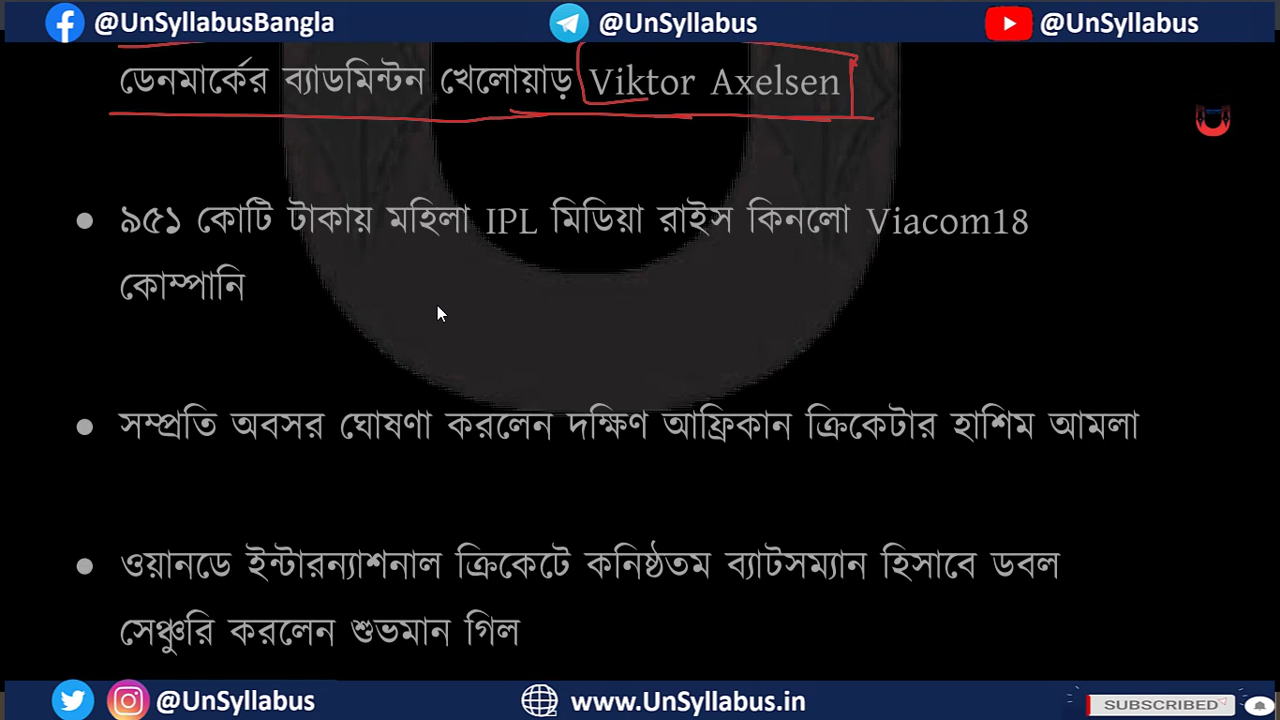 @UnSyllabusBangla @UnSyllabus @UnSyllabus
ডেনমার্কের ব্যাডমিন্টন খেলোয়াড় Viktor Axelsen
● ৯৫১ কোটি টাকায় মহিলা IPL মিডিয়া রাইস কিনলো Viacom18
কোম্পানি
● সম্প্রতি অবসর ঘোষণা করলেন দক্ষিণ আফ্রিকান ক্রিকেটার হাশিম আমলা
● ওয়ানডে ইন্টারন্যাশনাল ক্রিকেটে কনিষ্ঠতম ব্যাটসম্যান হিসাবে ডবল
সেঞ্চুরি করলেন শুভমান গিল
@UnSyllabus www.UnSyllabus.in SUBSCRIBED